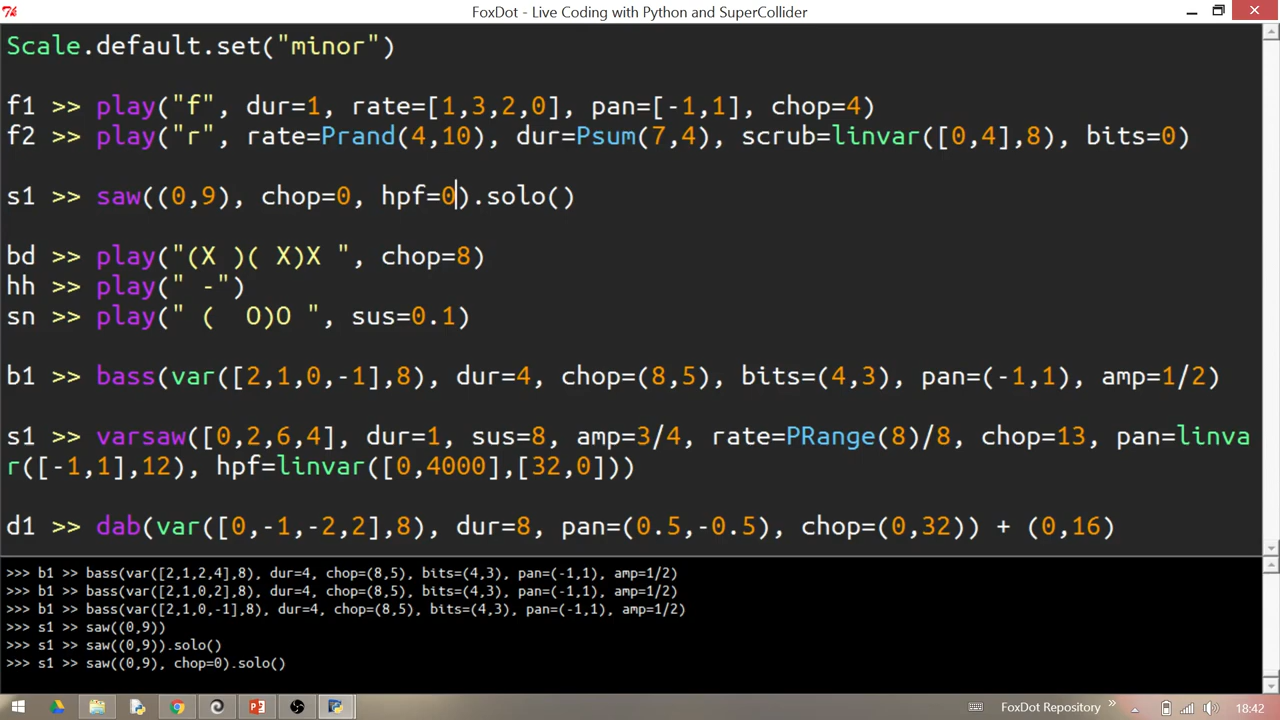 FoxDot - Live Coding with Python and SuperCollider
Scale.default.set("minor")
f1 >> play("f", dur=1, rate=[1,3,2,0], pan=[-1,1], chop=4)
f2 >> play("r", rate=Prand(4,10), dur=Psum(7,4), scrub=linvar([0,4],8), bits=0)
s1 >> saw((0,9), chop=0, hpf=0).solo()
bd >> play("(X )( X)X ", chop=8)
hh >> play(" -")
sn >> play(" (  O)O ", sus=0.1)
b1 >> bass(var([2,1,0,-1],8), dur=4, chop=(8,5), bits=(4,3), pan=(-1,1), amp=1/2)
s1 >> varsaw([0,2,6,4], dur=1, sus=8, amp=3/4, rate=PRange(8)/8, chop=13, pan=linva
r([-1,1],12), hpf=linvar([0,4000],[32,0]))
d1 >> dab(var([0,-1,-2,2],8), dur=8, pan=(0.5,-0.5), chop=(0,32)) + (0,16)
>>> b1 >> bass(var([2,1,2,4],8), dur=4, chop=(8,5), bits=(4,3), pan=(-1,1), amp=1/2)
>>> b1 >> bass(var([2,1,0,2],8), dur=4, chop=(8,5), bits=(4,3), pan=(-1,1), amp=1/2)
>>> b1 >> bass(var([2,1,0,-1],8), dur=4, chop=(8,5), bits=(4,3), pan=(-1,1), amp=1/2)
>>> s1 >> saw((0,9))
>>> s1 >> saw((0,9)).solo()
>>> s1 >> saw((0,9), chop=0).solo()
FoxDot Repository
18:42